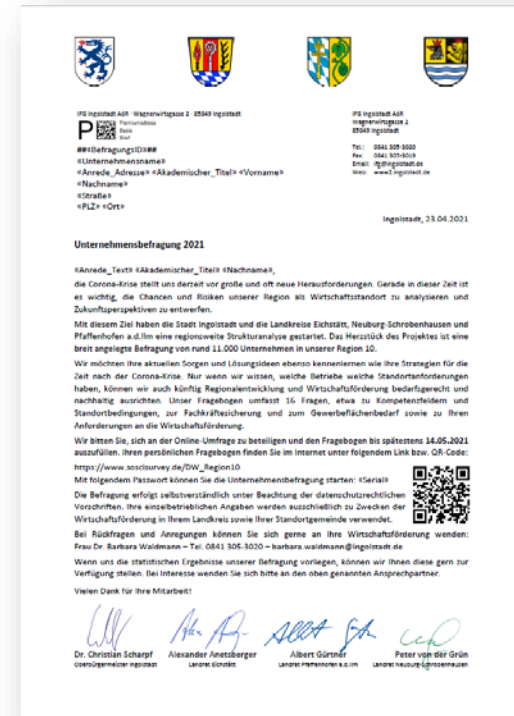 IFG Ingolstadt AöR · Wagnerwirtsgasse 2 · 85049 Ingolstadt
P
Premiumadress
Basis
Brief
##«BefragungsID»##
«Unternehmensname»
«Anrede_Adresse» «Akademischer_Titel» «Vorname»
«Nachname»
«Straße»
«PLZ» «Ort»
IFG Ingolstadt AöR
Wagnerwirtsgasse 2
85049 Ingolstadt
Tel.: 0841 305-3020
Fax: 0841 305-3019
Email: ifg@ingolstadt.de
Web: www2.ingolstadt.de
Ingolstadt, 23.04.2021
Unternehmensbefragung 2021
«Anrede_Text» «Akademischer_Titel» «Nachname»,
die Corona-Krise stellt uns derzeit vor große und oft neue Herausforderungen. Gerade in dieser Zeit ist
es wichtig, die Chancen und Risiken unserer Region als Wirtschaftsstandort zu analysieren und
Zukunftsperspektiven zu entwerfen.
Mit diesem Ziel haben die Stadt Ingolstadt und die Landkreise Eichstätt, Neuburg-Schrobenhausen und
Pfaffenhofen a.d.Ilm eine regionsweite Strukturanalyse gestartet. Das Herzstück des Projektes ist eine
breit angelegte Befragung von rund 11.000 Unternehmen in unserer Region 10.
Wir möchten Ihre aktuellen Sorgen und Lösungsideen ebenso kennenlernen wie Ihre Strategien für die
Zeit nach der Corona-Krise. Nur wenn wir wissen, welche Betriebe welche Standortanforderungen
haben, können wir auch künftig Regionalentwicklung und Wirtschaftsförderung bedarfsgerecht und
nachhaltig ausrichten. Unser Fragebogen umfasst 16 Fragen, etwa zu Kompetenzfeldern und
Standortbedingungen, zur Fachkräftesicherung und zum Gewerbeflächenbedarf sowie zu Ihren
Anforderungen an die Wirtschaftsförderung.
Wir bitten Sie, sich an der Online-Umfrage zu beteiligen und den Fragebogen bis spätestens 14.05.2021
auszufüllen. Ihren persönlichen Fragebogen finden Sie im Internet unter folgendem Link bzw. QR-Code:
https://www.soscisurvey.de/DW_Region10
Mit folgendem Passwort können Sie die Unternehmensbefragung starten: «Serial»
Die Befragung erfolgt selbstverständlich unter Beachtung der datenschutzrechtlichen
Vorschriften. Ihre einzelbetrieblichen Angaben werden ausschließlich zu Zwecken der
Wirtschaftsförderung in Ihrem Landkreis sowie Ihrer Standortgemeinde verwendet.
Bei Rückfragen und Anregungen können Sie sich gerne an Ihre Wirtschaftsförderung wenden:
Frau Dr. Barbara Waldmann – Tel. 0841 305-3020 – barbara.waldmann@ingolstadt.de
Wenn uns die statistischen Ergebnisse unserer Befragung vorliegen, können wir Ihnen diese gern zur
Verfügung stellen. Bei Interesse wenden Sie sich bitte an den oben genannten Ansprechpartner.
Vielen Dank für Ihre Mitarbeit!
Dr. Christian Scharpf
Oberbürgermeister Ingolstadt
Alexander Anetsberger
Landrat Eichstätt
Albert Gürtner
Landrat Pfaffenhofen a.d.Ilm
Peter von der Grün
Landrat Neuburg-Schrobenhausen